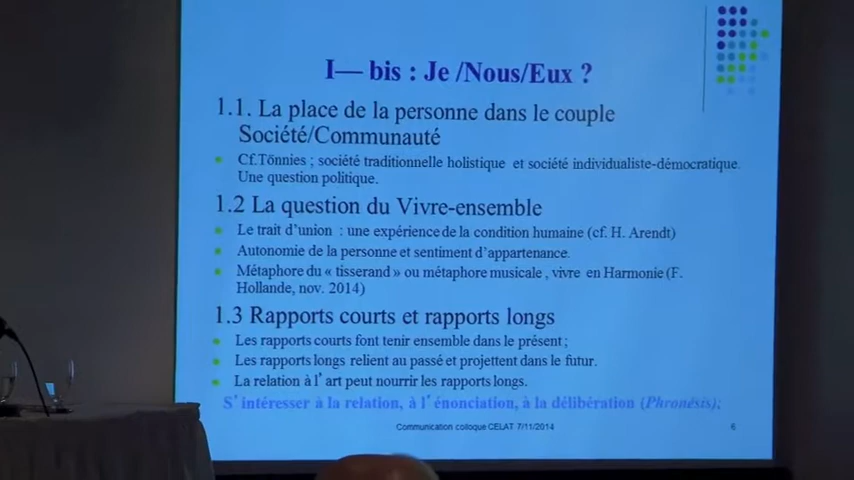 I— bis : Je /Nous/Eux ?
1.1. La place de la personne dans le couple
Société/Communauté
Cf.Tönnies ; société traditionnelle holistique et société individualiste-démocratique.
Une question politique.
1.2 La question du Vivre-ensemble
Le trait d’union : une expérience de la condition humaine (cf. H. Arendt)
Autonomie de la personne et sentiment d’appartenance.
Métaphore du « tisserand » ou métaphore musicale , vivre en Harmonie (F.
Hollande, nov. 2014)
1.3 Rapports courts et rapports longs
Les rapports courts font tenir ensemble dans le présent ;
Les rapports longs relient au passé et projettent dans le futur.
La relation à l’art peut nourrir les rapports longs.
S’intéresser à la relation, à l’énonciation, à la délibération (Phronésis);
Communication colloque CELAT 7/11/2014
6